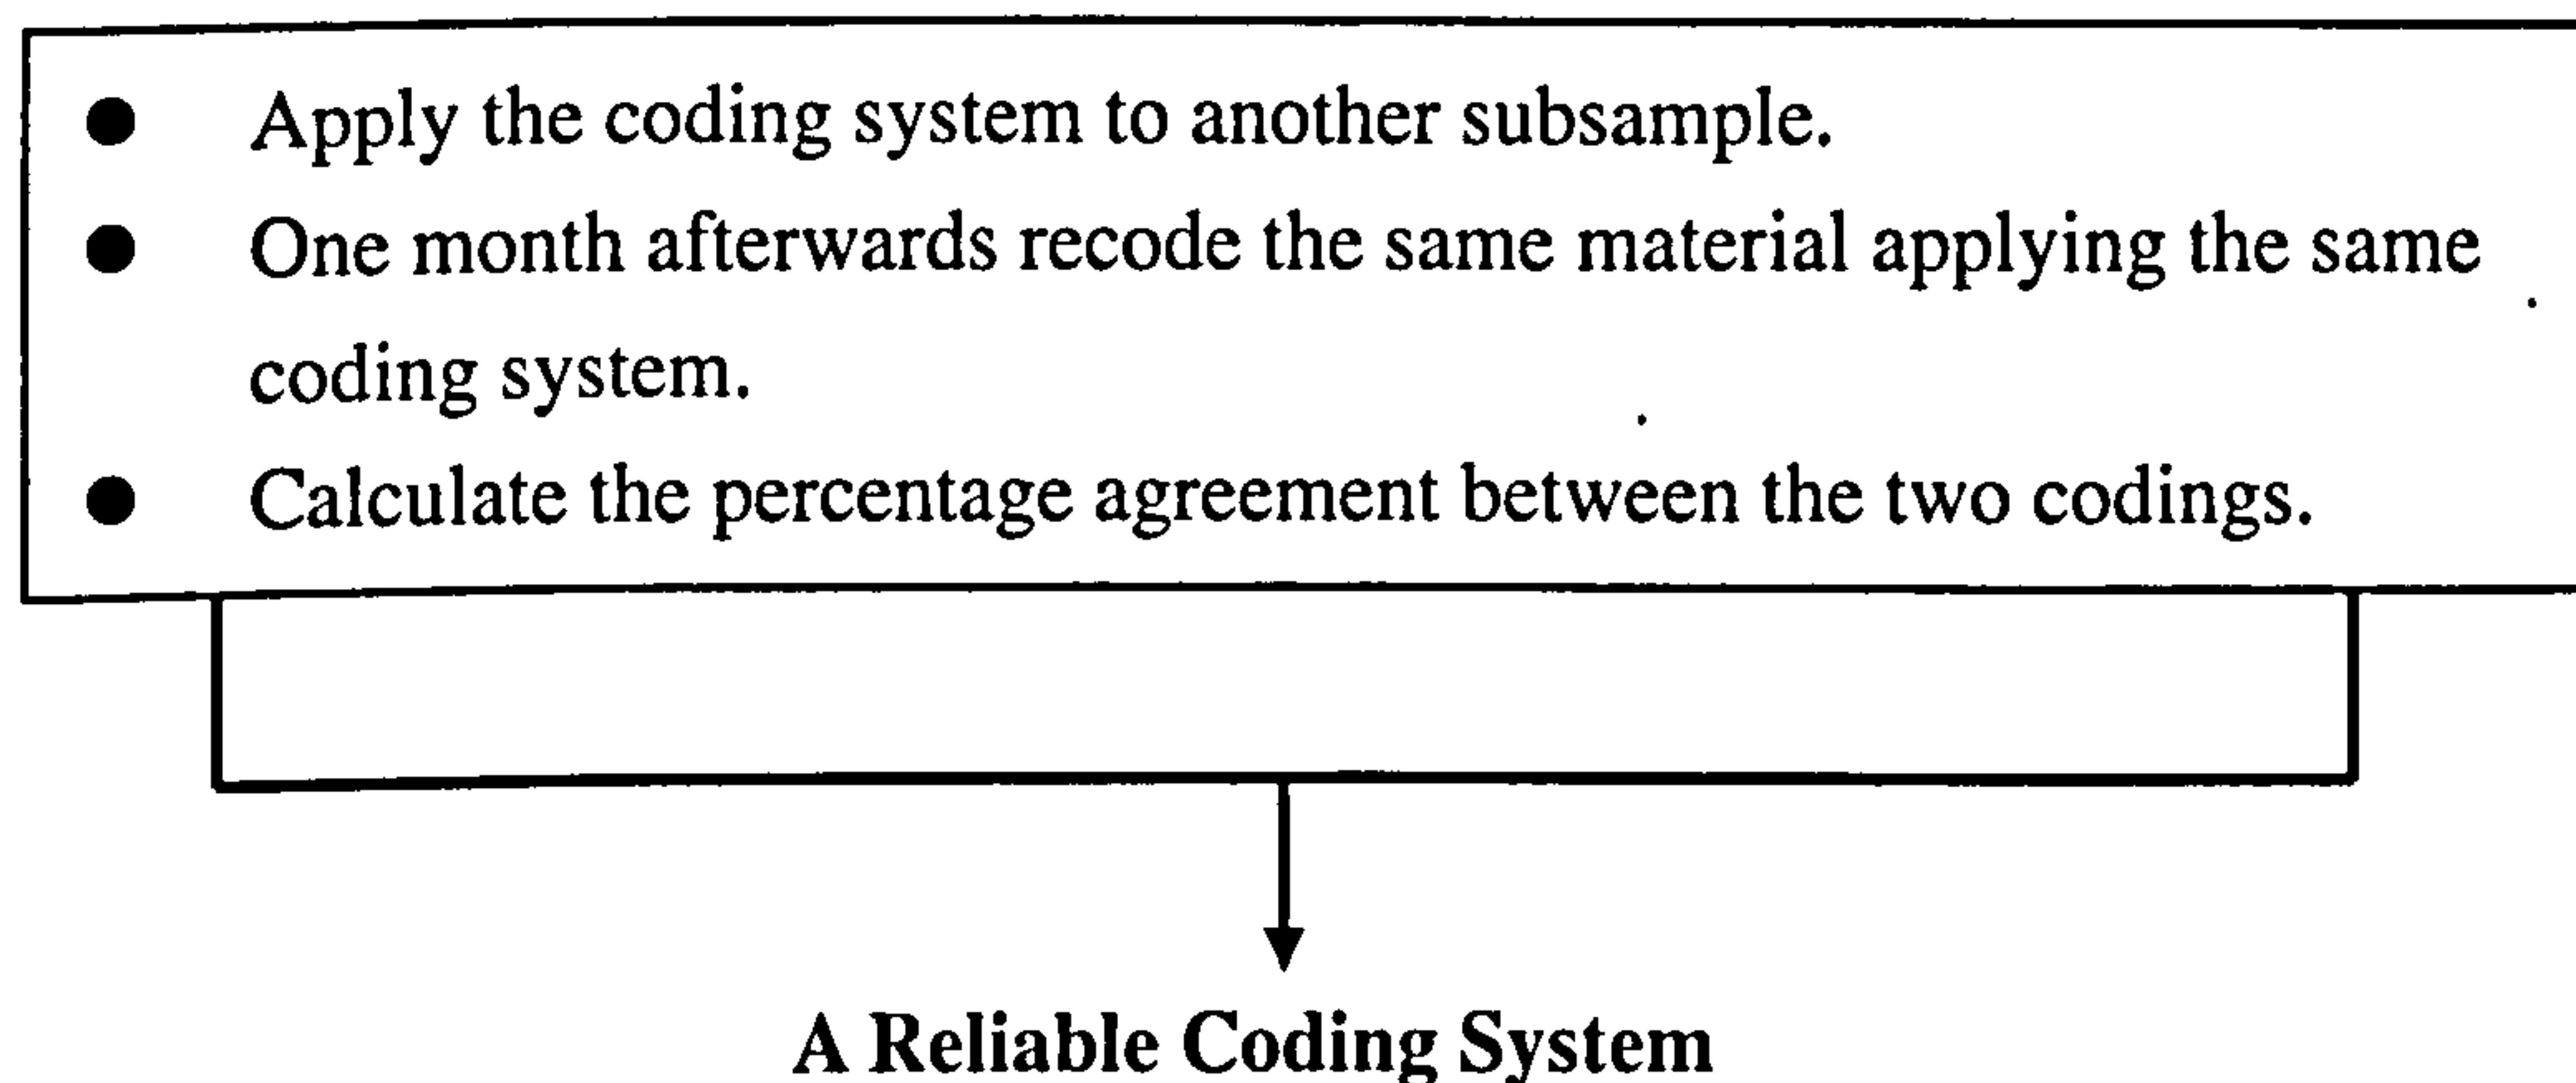 ● Apply the coding system to another subsample.
● One month afterwards recode the same material applying the same
coding system.
● Calculate the percentage agreement between the two codings.
A Reliable Coding System